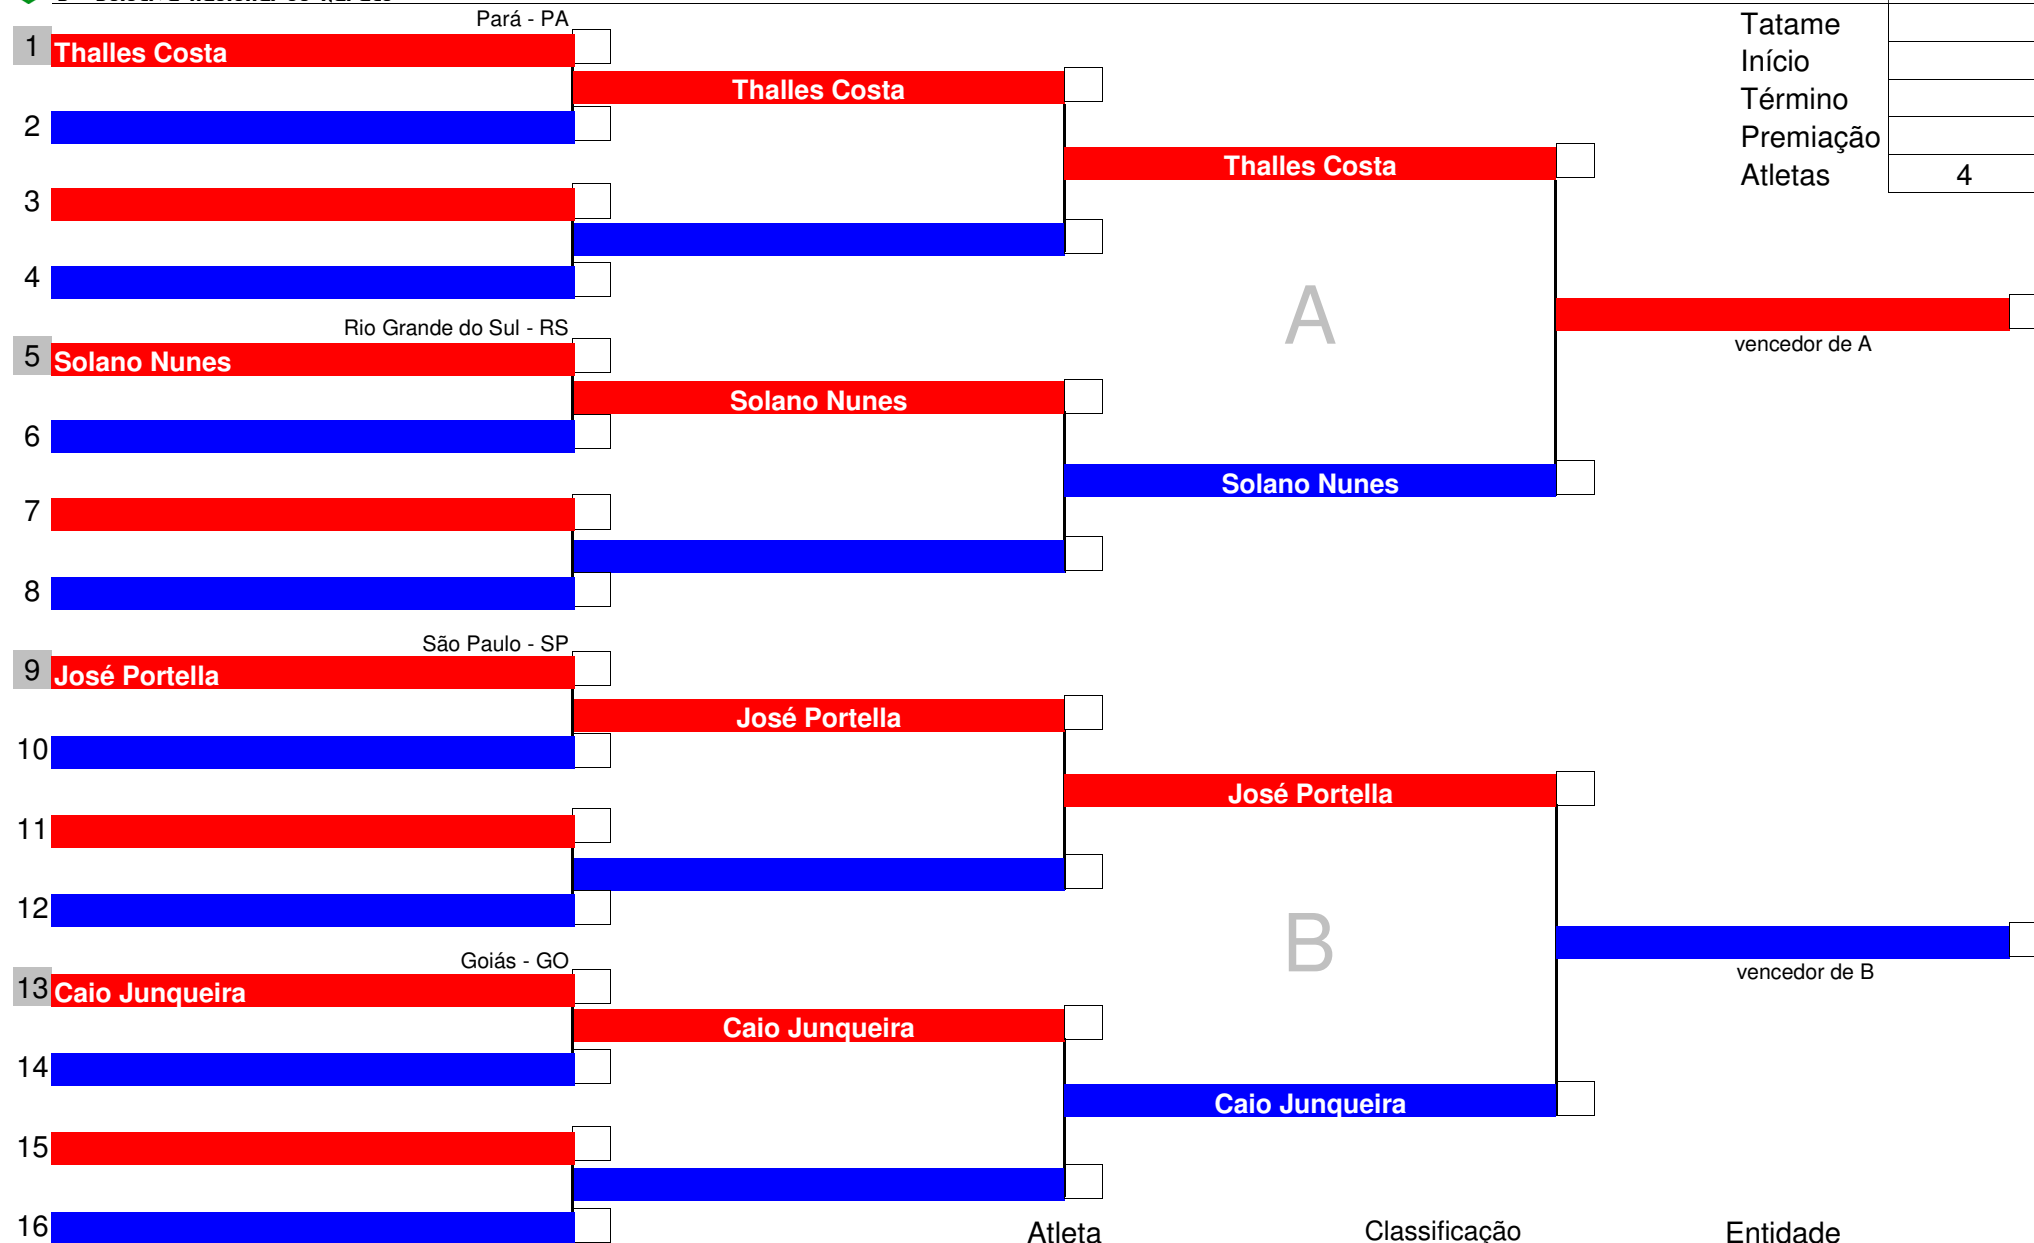 Pará - PA
1 Thalles Costa
Thalles Costa
2
Thalles Costa
3
4
A
Rio Grande do Sul - RS
5 Solano Nunes
Solano Nunes
6
Solano Nunes
7
8
vencedor de A
São Paulo - SP
9 José Portella
José Portella
10
José Portella
11
12
B
Goiás - GO
13 Caio Junqueira
Caio Junqueira
14
Caio Junqueira
15
16
vencedor de B
Tatame
Início
Término
Premiação
Atletas 4
Atleta Classificação Entidade